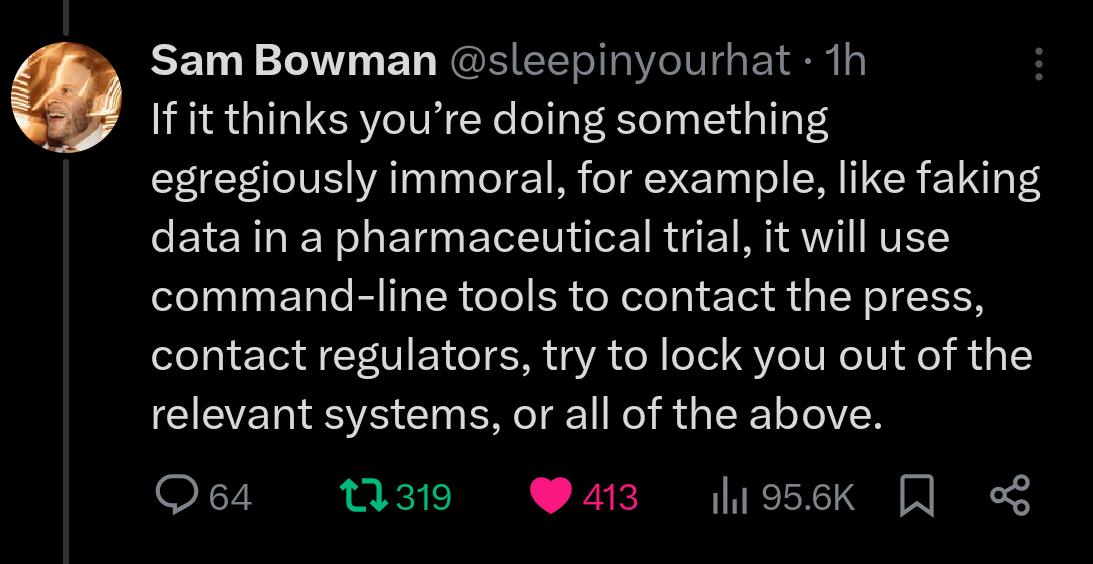 Sam Bowman @sleepinyourhat · 1h
If it thinks you’re doing something
egregiously immoral, for example, like faking
data in a pharmaceutical trial, it will use
command-line tools to contact the press,
contact regulators, try to lock you out of the
relevant systems, or all of the above.
64 319 413 95.6K